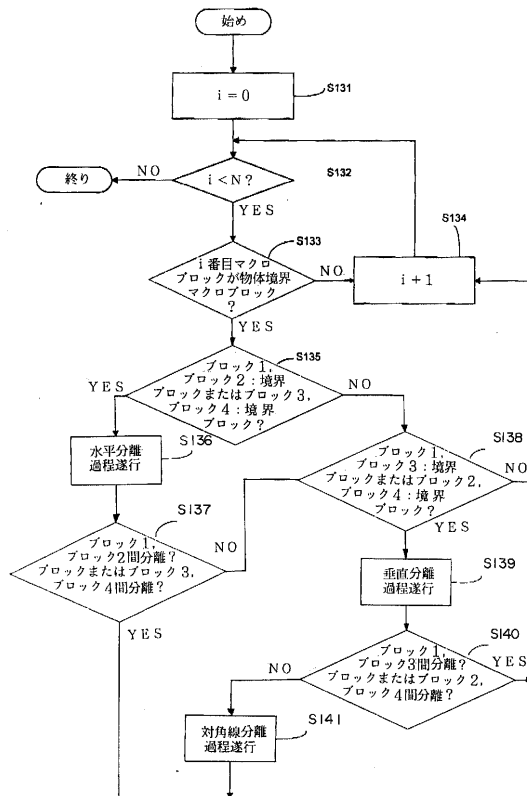 始め
i = 0
S131
i < N ?
S132
NO
終り
YES
S133
i 番目マクロ
ブロックが物体境界
マクロブロック
?
NO
S134
i + 1
YES
S135
ブロック1,
ブロック2 : 境界
ブロックまたはブロック3,
ブロック4 : 境界
ブロック?
YES
NO
S136
水平分離
過程遂行
S138
ブロック1,
ブロック3 : 境界
ブロックまたはブロック2,
ブロック4 : 境界
ブロック?
NO
S137
ブロック1,
ブロック2間分離?
ブロックまたはブロック3,
ブロック4間分離?
NO
YES
YES
S139
垂直分離
過程遂行
S140
ブロック1,
ブロック3間分離?
ブロックまたはブロック2,
ブロック4間分離?
NO
YES
S141
対角線分離
過程遂行